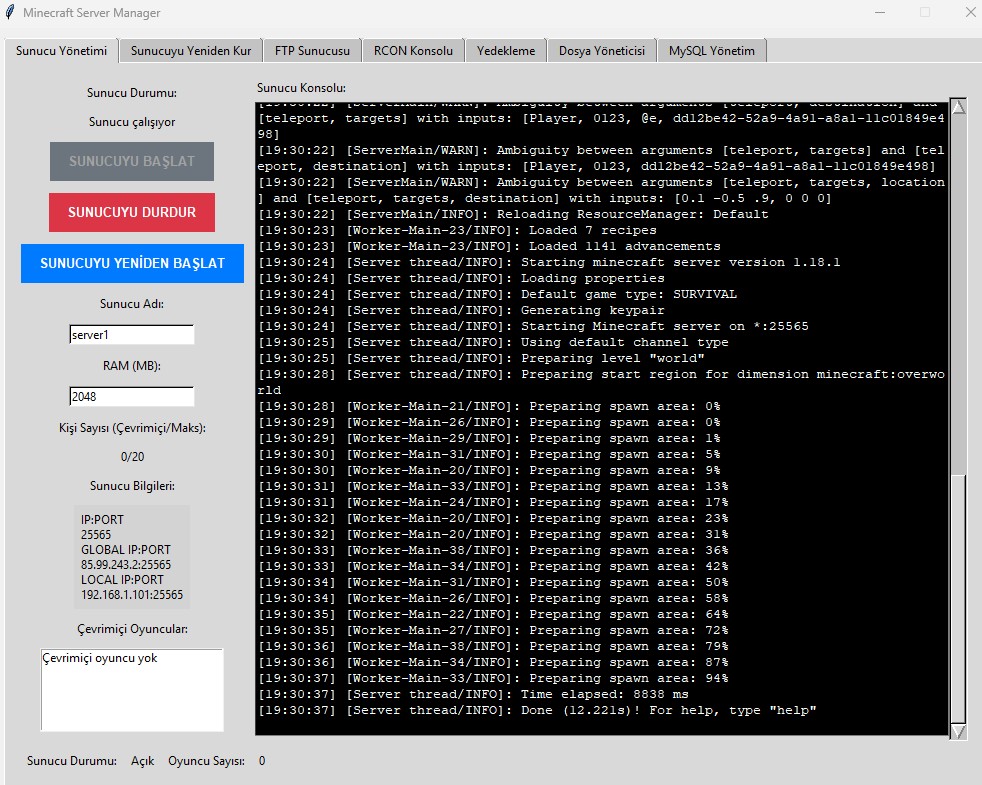 Minecraft Server Manager
Sunucu Yönetimi
Sunucuyu Yeniden Kur
FTP Sunucusu
RCON Konsolu
Yedekleme
Dosya Yöneticisi
MySQL Yönetim
Sunucu Durumu:
Sunucu çalışıyor
SUNUCUYU BAŞLAT
SUNUCUYU DURDUR
SUNUCUYU YENİDEN BAŞLAT
Sunucu Adı:
server1
RAM (MB):
2048
Kişi Sayısı (Çevrimiçi/Maks):
0/20
Sunucu Bilgileri:
IP:PORT
25565
GLOBAL IP:PORT
85.99.243.2:25565
LOCAL IP:PORT
192.168.1.101:25565
Çevrimiçi Oyuncular:
Çevrimiçi oyuncu yok
Sunucu Konsolu:
[19:30:22] [ServerMain/WARN]: Ambiguity between arguments [teleport, destination] and
[teleport, targets] with inputs: [Player, 0123, @e, dd12be42-52a9-4a91-a8a1-11c01849e4
98]
[19:30:22] [ServerMain/WARN]: Ambiguity between arguments [teleport, targets] and [tel
eport, destination] with inputs: [Player, 0123, dd12be42-52a9-4a91-a8a1-11c01849e498]
[19:30:22] [ServerMain/WARN]: Ambiguity between arguments [teleport, targets, location
] and [teleport, targets, destination] with inputs: [0.1 -0.5 .9, 0 0 0]
[19:30:22] [ServerMain/INFO]: Reloading ResourceManager: Default
[19:30:23] [Worker-Main-23/INFO]: Loaded 7 recipes
[19:30:23] [Worker-Main-23/INFO]: Loaded 1141 advancements
[19:30:24] [Server thread/INFO]: Starting minecraft server version 1.18.1
[19:30:24] [Server thread/INFO]: Loading properties
[19:30:24] [Server thread/INFO]: Default game type: SURVIVAL
[19:30:24] [Server thread/INFO]: Generating keypair
[19:30:24] [Server thread/INFO]: Starting Minecraft server on *:25565
[19:30:25] [Server thread/INFO]: Using default channel type
[19:30:25] [Server thread/INFO]: Preparing level "world"
[19:30:28] [Server thread/INFO]: Preparing start region for dimension minecraft:overwo
rld
[19:30:28] [Worker-Main-21/INFO]: Preparing spawn area: 0%
[19:30:29] [Worker-Main-26/INFO]: Preparing spawn area: 0%
[19:30:29] [Worker-Main-29/INFO]: Preparing spawn area: 1%
[19:30:30] [Worker-Main-31/INFO]: Preparing spawn area: 5%
[19:30:30] [Worker-Main-20/INFO]: Preparing spawn area: 9%
[19:30:31] [Worker-Main-33/INFO]: Preparing spawn area: 13%
[19:30:31] [Worker-Main-24/INFO]: Preparing spawn area: 17%
[19:30:32] [Worker-Main-20/INFO]: Preparing spawn area: 23%
[19:30:32] [Worker-Main-20/INFO]: Preparing spawn area: 31%
[19:30:33] [Worker-Main-38/INFO]: Preparing spawn area: 36%
[19:30:33] [Worker-Main-34/INFO]: Preparing spawn area: 42%
[19:30:34] [Worker-Main-31/INFO]: Preparing spawn area: 50%
[19:30:34] [Worker-Main-26/INFO]: Preparing spawn area: 58%
[19:30:35] [Worker-Main-22/INFO]: Preparing spawn area: 64%
[19:30:35] [Worker-Main-27/INFO]: Preparing spawn area: 72%
[19:30:36] [Worker-Main-38/INFO]: Preparing spawn area: 79%
[19:30:36] [Worker-Main-34/INFO]: Preparing spawn area: 87%
[19:30:37] [Worker-Main-33/INFO]: Preparing spawn area: 94%
[19:30:37] [Server thread/INFO]: Time elapsed: 8838 ms
[19:30:37] [Server thread/INFO]: Done (12.221s)! For help, type "help"
Sunucu Durumu: Açık Oyuncu Sayısı: 0